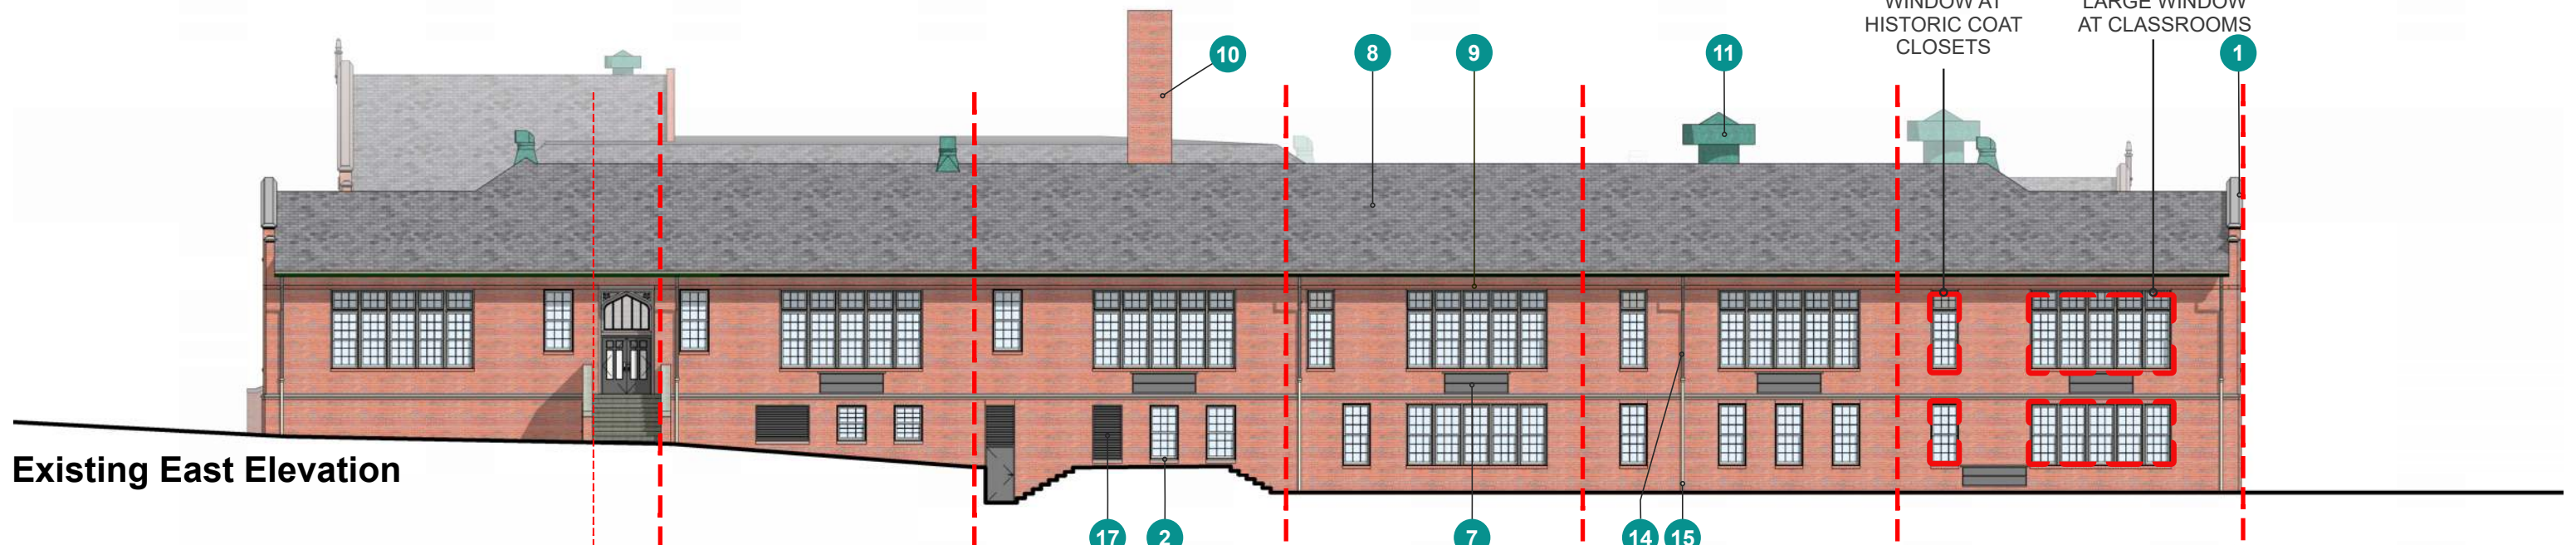 WINDOW AT
HISTORIC COAT
CLOSETS
LARGE WINDOW
AT CLASSROOMS
10
8
9
11
1
Existing East Elevation
17
2
7
14
15